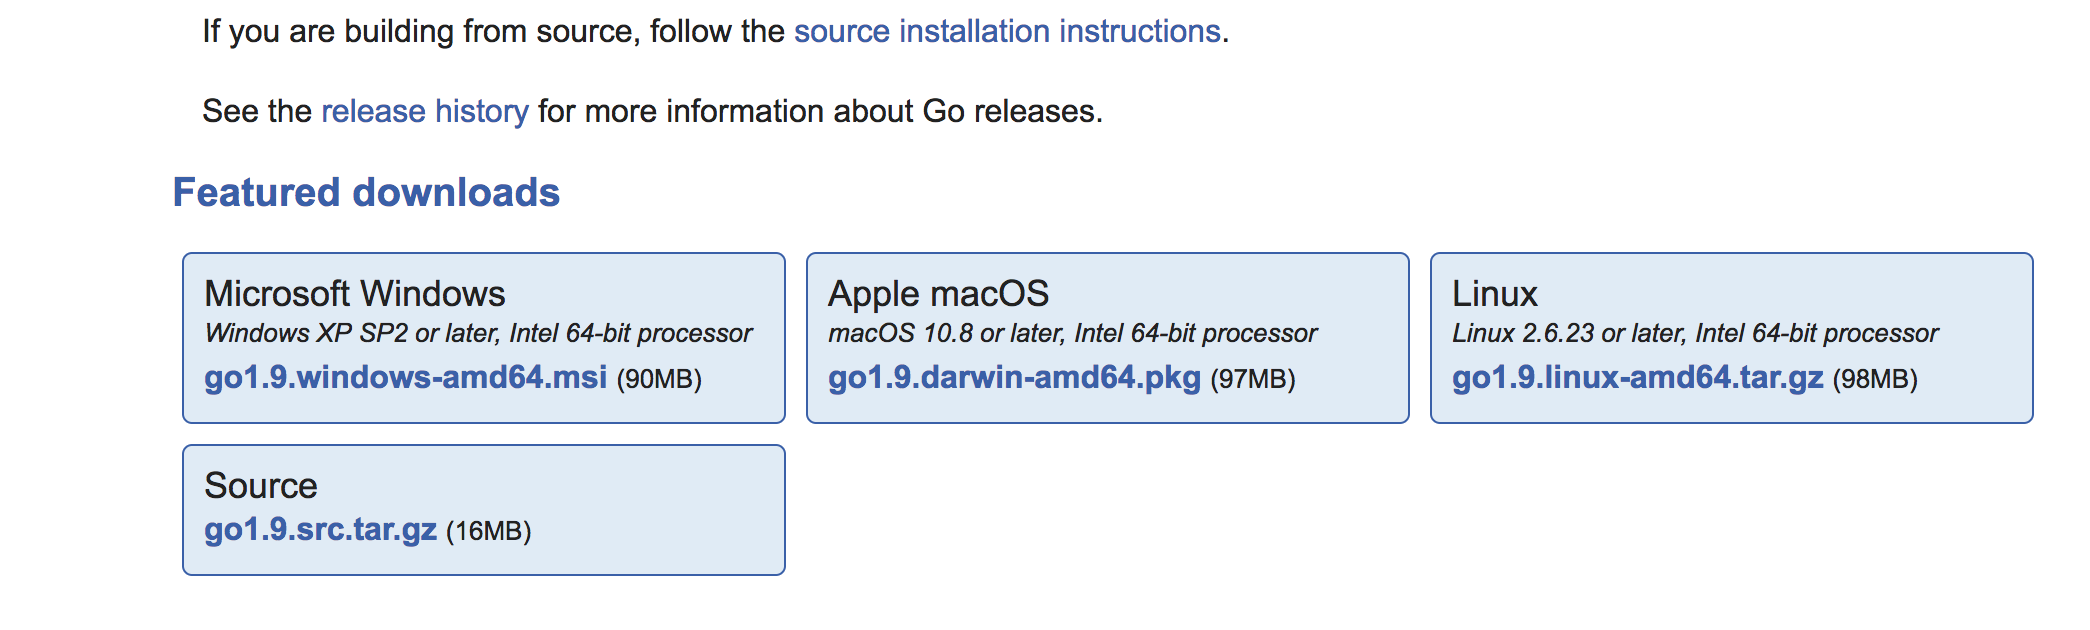 If you are building from source, follow the source installation instructions.
See the release history for more information about Go releases.
Featured downloads
Microsoft Windows
Windows XP SP2 or later, Intel 64-bit processor
go1.9.windows-amd64.msi (90MB)
Apple macOS
macOS 10.8 or later, Intel 64-bit processor
go1.9.darwin-amd64.pkg (97MB)
Linux
Linux 2.6.23 or later, Intel 64-bit processor
go1.9.linux-amd64.tar.gz (98MB)
Source
go1.9.src.tar.gz (16MB)